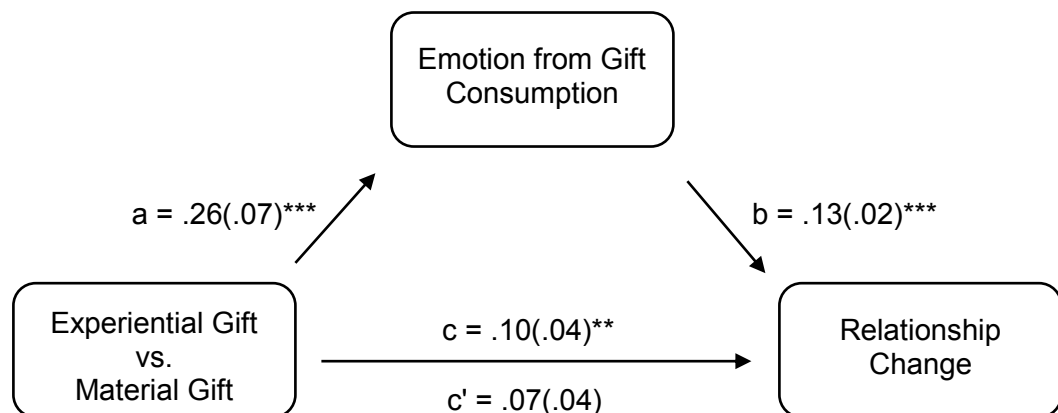 Emotion from Gift
Consumption
a = .26(.07)***
b = .13(.02)***
Experiential Gift
vs.
Material Gift
c = .10(.04)**
c' = .07(.04)
Relationship
Change